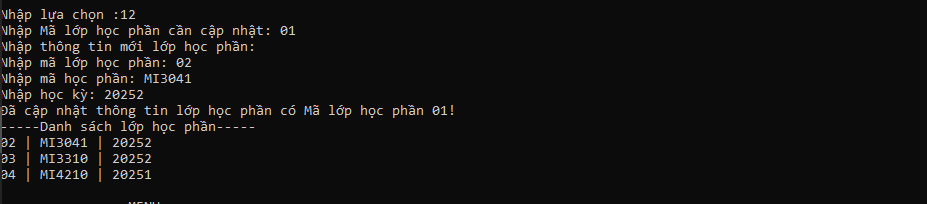 Nhập lựa chọn :12
Nhập Mã lớp học phần cần cập nhật: 01
Nhập thông tin mới lớp học phần:
Nhập mã lớp học phần: 02
Nhập mã học phần: MI3041
Nhập học kỳ: 20252
Đã cập nhật thông tin lớp học phần có Mã lớp học phần 01!
-----Danh sách lớp học phần-----
02 | MI3041 | 20252
03 | MI3310 | 20252
04 | MI4210 | 20251